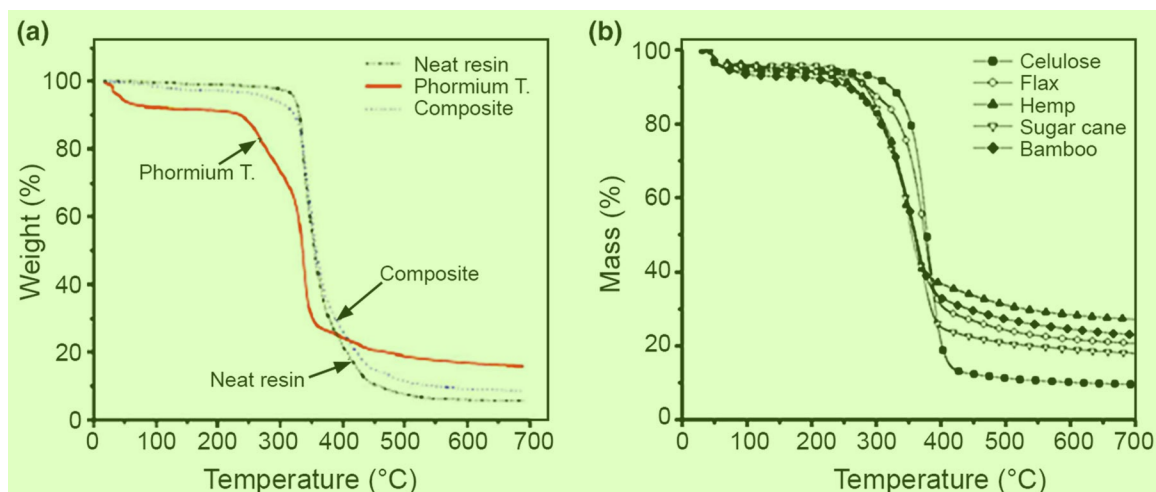 (a)
Weight (%)
100
80
60
40
20
0
Neat resin
Phormium T.
Composite
Phormium T.
Composite
Neat resin
0 100 200 300 400 500 600 700
Temperature (°C)
(b)
Mass (%)
100
80
60
40
20
0
Celulose
Flax
Hemp
Sugar cane
Bamboo
0 100 200 300 400 500 600 700
Temperature (°C)